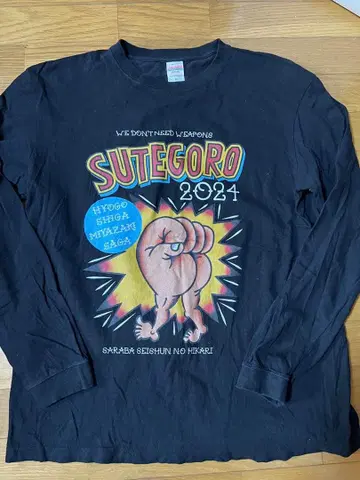 WE DON'T NEED WEAPONS
SUTEGORO
2024
HYOGO
SHIGA
MIYAZAKI
SAGA
SARABA SEISHUN NO HIKARI